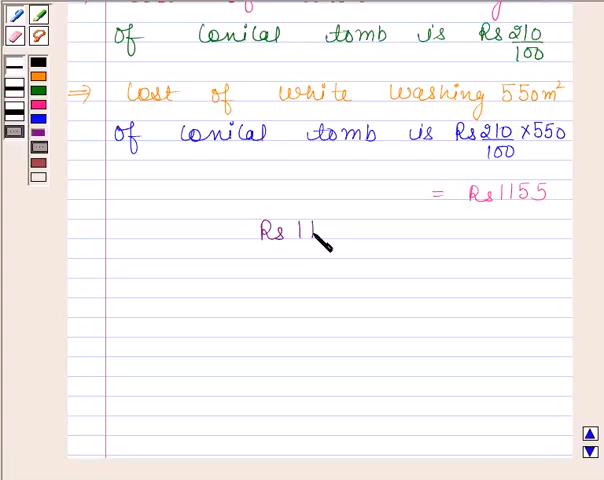 of conical tomb is Rs 210/100
⇒ Cost of white washing 550m²
of conical tomb is Rs 210/100 × 550
= Rs 1155
Rs 11